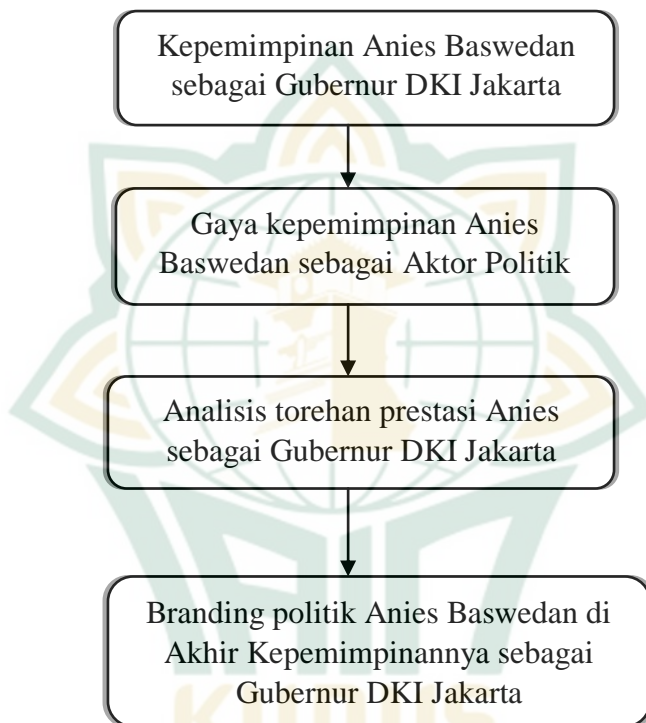 Kepemimpinan Anies Baswedan
sebagai Gubernur DKI Jakarta
Gaya kepemimpinan Anies
Baswedan sebagai Aktor Politik
Analisis torehan prestasi Anies
sebagai Gubernur DKI Jakarta
Branding politik Anies Baswedan di
Akhir Kepemimpinannya sebagai
Gubernur DKI Jakarta